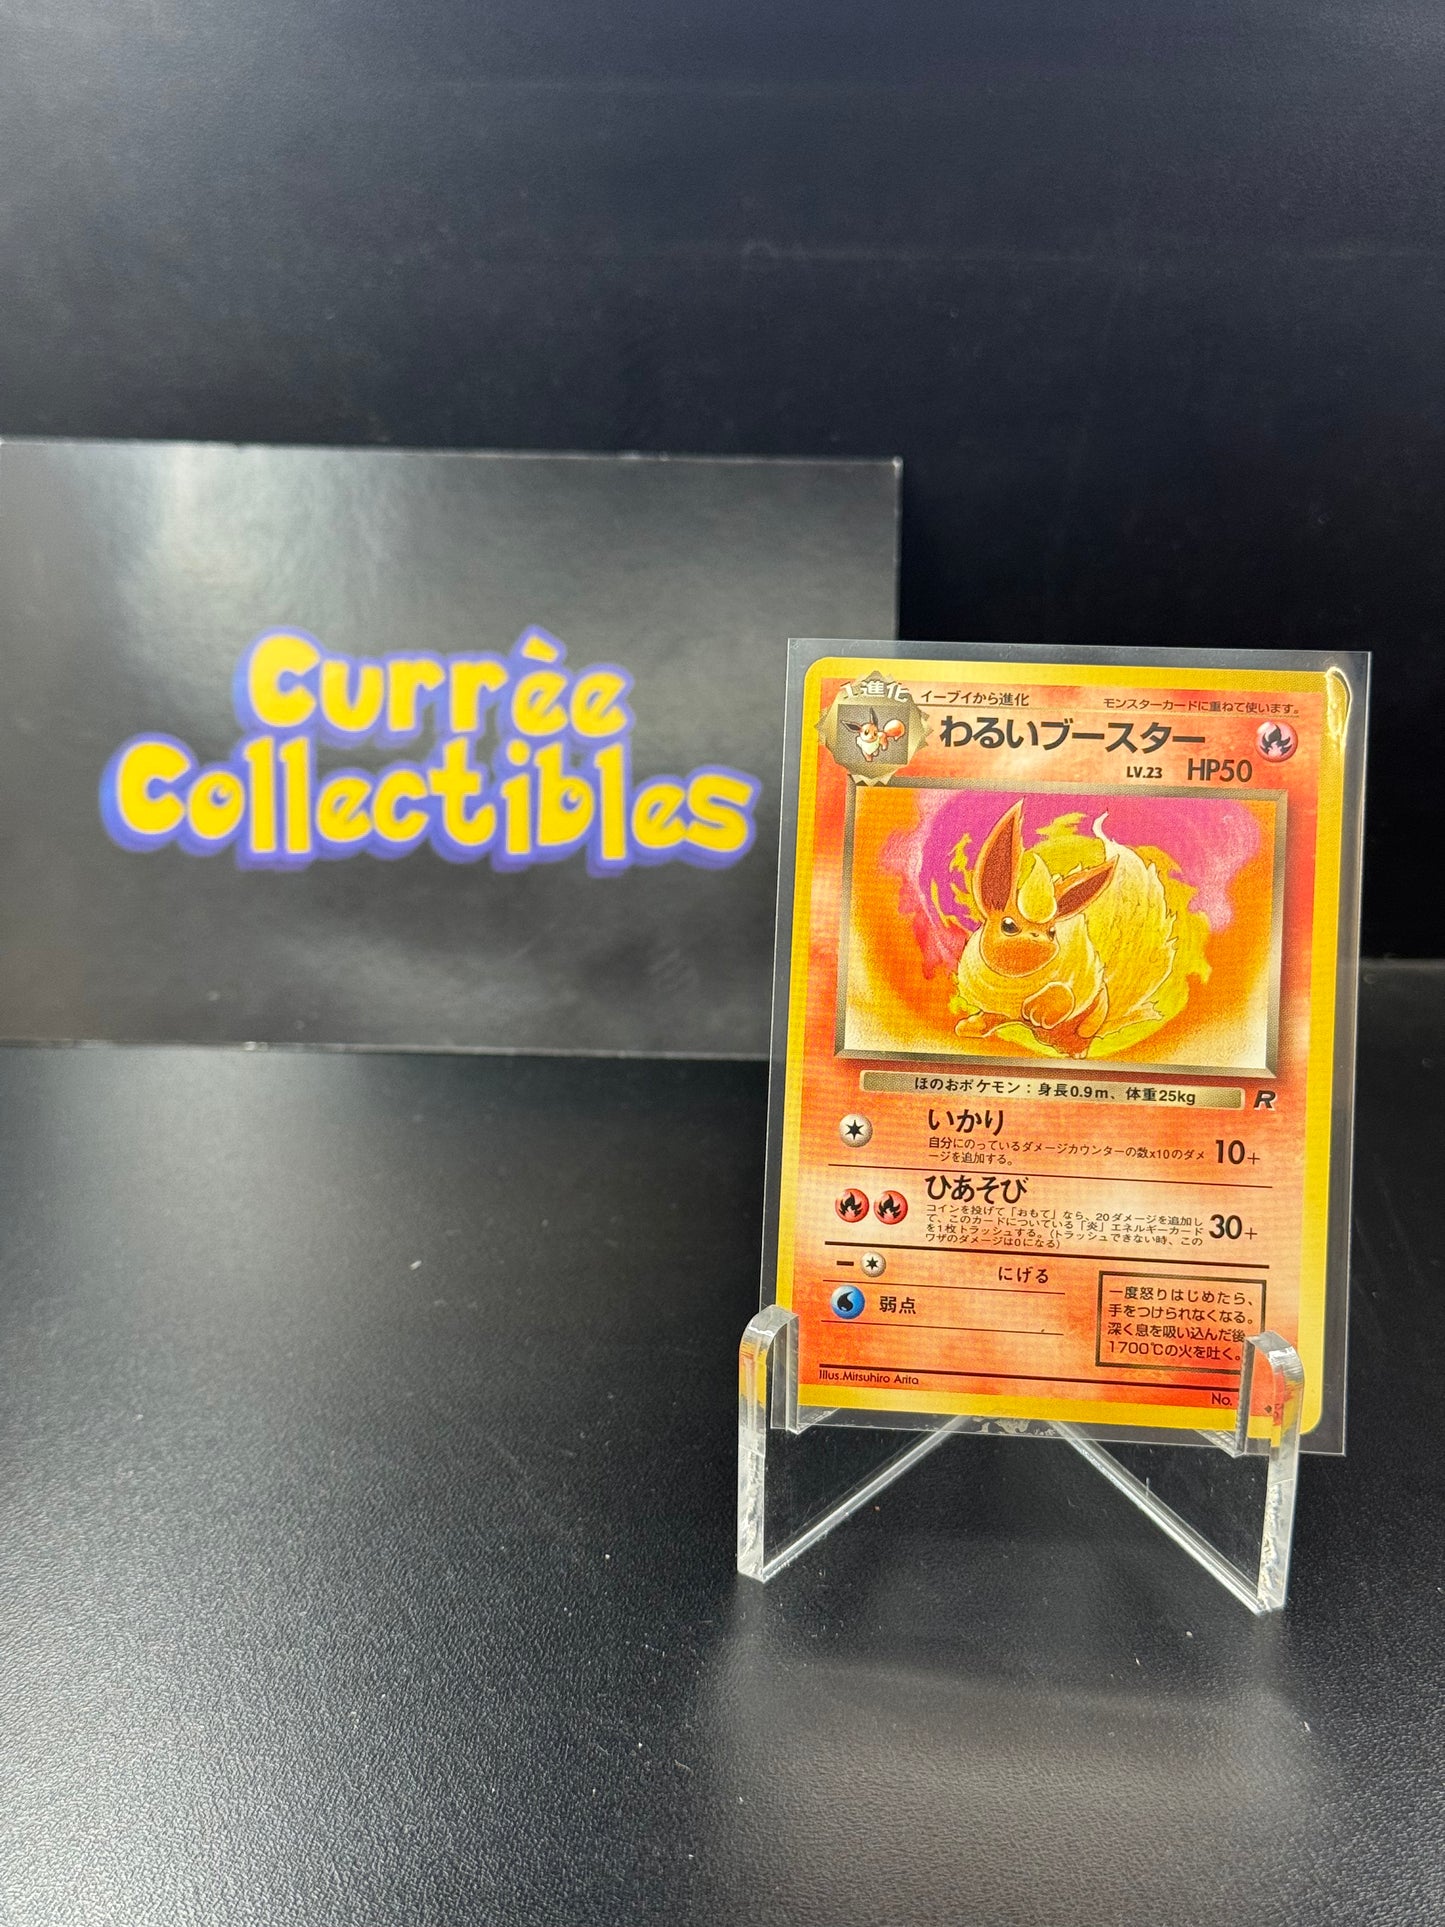 Currèe
Collectibles
1進化
イーブイから進化
モンスターカードに重ねて使います。
わるいブースター
LV.23 HP50
ほのおポケモン：身長0.9m、体重25kg
R
いかり
自分にのっているダメージカウンターの数x10のダメ
ージを追加する。
10+
ひあそび
コインを投げて「おもて」なら、20ダメージを追加し
て、このカードについている「炎」エネルギーカード
を1枚トラッシュする。(トラッシュできない時、この
ワザのダメージは0になる)
30+
にげる
弱点
一度怒りはじめたら、
手をつけられなくなる。
深く息を吸い込んだ後
1700℃の火を吐く。
Illus.Mitsuhiro Arita
No.